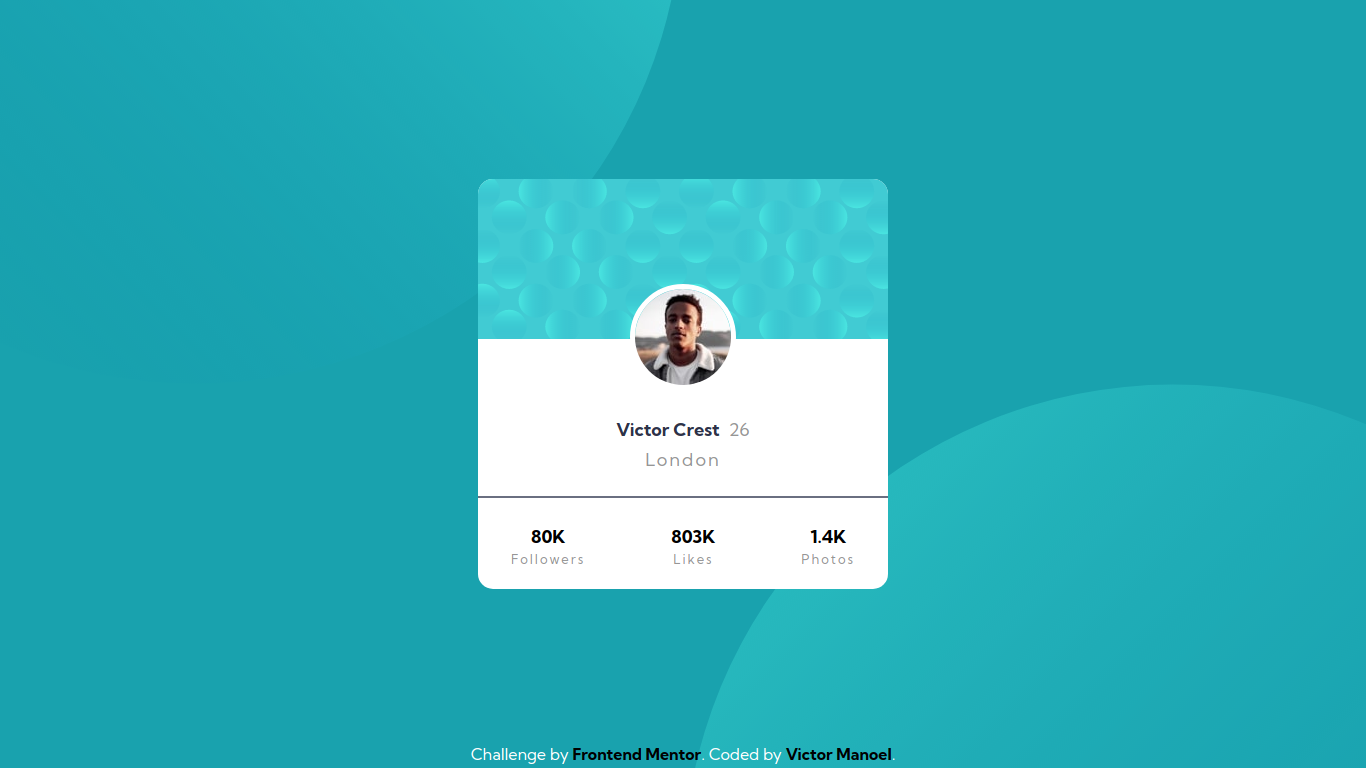 Victor Crest 26
London
80K 803K 1.4K
Followers Likes Photos
Challenge by Frontend Mentor. Coded by Victor Manoel.